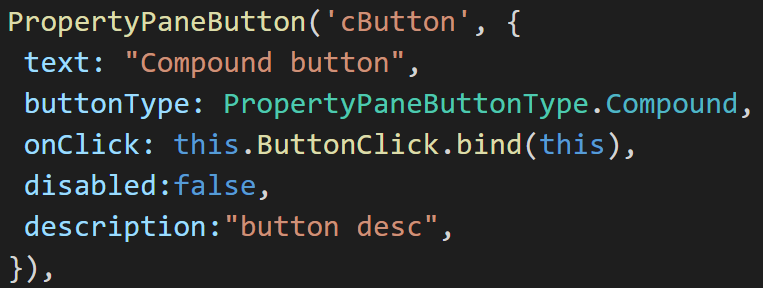 PropertyPaneButton('cButton', {
text: "Compound button",
buttonType: PropertyPaneButtonType.Compound,
onClick: this.ButtonClick.bind(this),
disabled:false,
description:"button desc",
}),